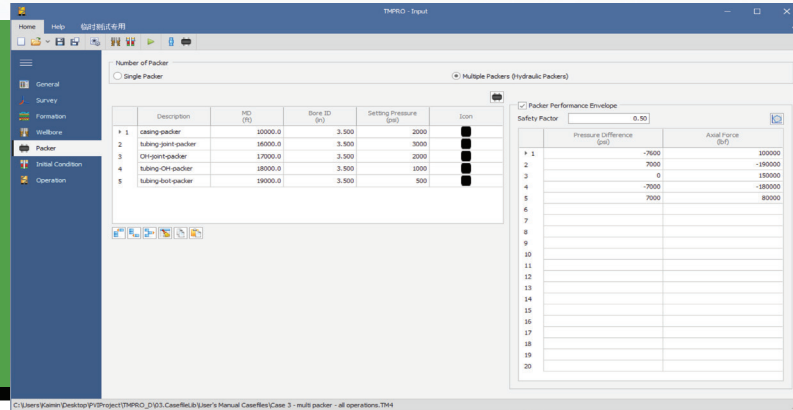 TMPRO - Input
Home Help 临时测试专用
Number of Packer
Single Packer Multiple Packers (Hydraulic Packers)
General
Survey
Formation
Wellbore
Packer
Initial Condition
Operation
Description MD (ft) Bore ID (in) Setting Pressure (psi) Icon
1 casing-packer 10000.0 3.500 2000
2 tubing-joint-packer 16000.0 3.500 3000
3 OH-joint-packer 17000.0 3.500 2000
4 tubing-OH-packer 18000.0 3.500 1000
5 tubing-bot-packer 19000.0 3.500 500
Packer Performance Envelope
Safety Factor 0.50
Pressure Difference (psi) Axial Force (lbf)
1 -7600 100000
2 7000 -190000
3 0 150000
4 -7000 -180000
5 7000 80000
6
7
8
9
10
11
12
13
14
15
16
17
18
19
20
C:\Users\Kaimin\Desktop\PVIProject\TMPRO_D\03.CasefileLib\User's Manual Casefiles\Case 3 - multi packer - all operations.TM4